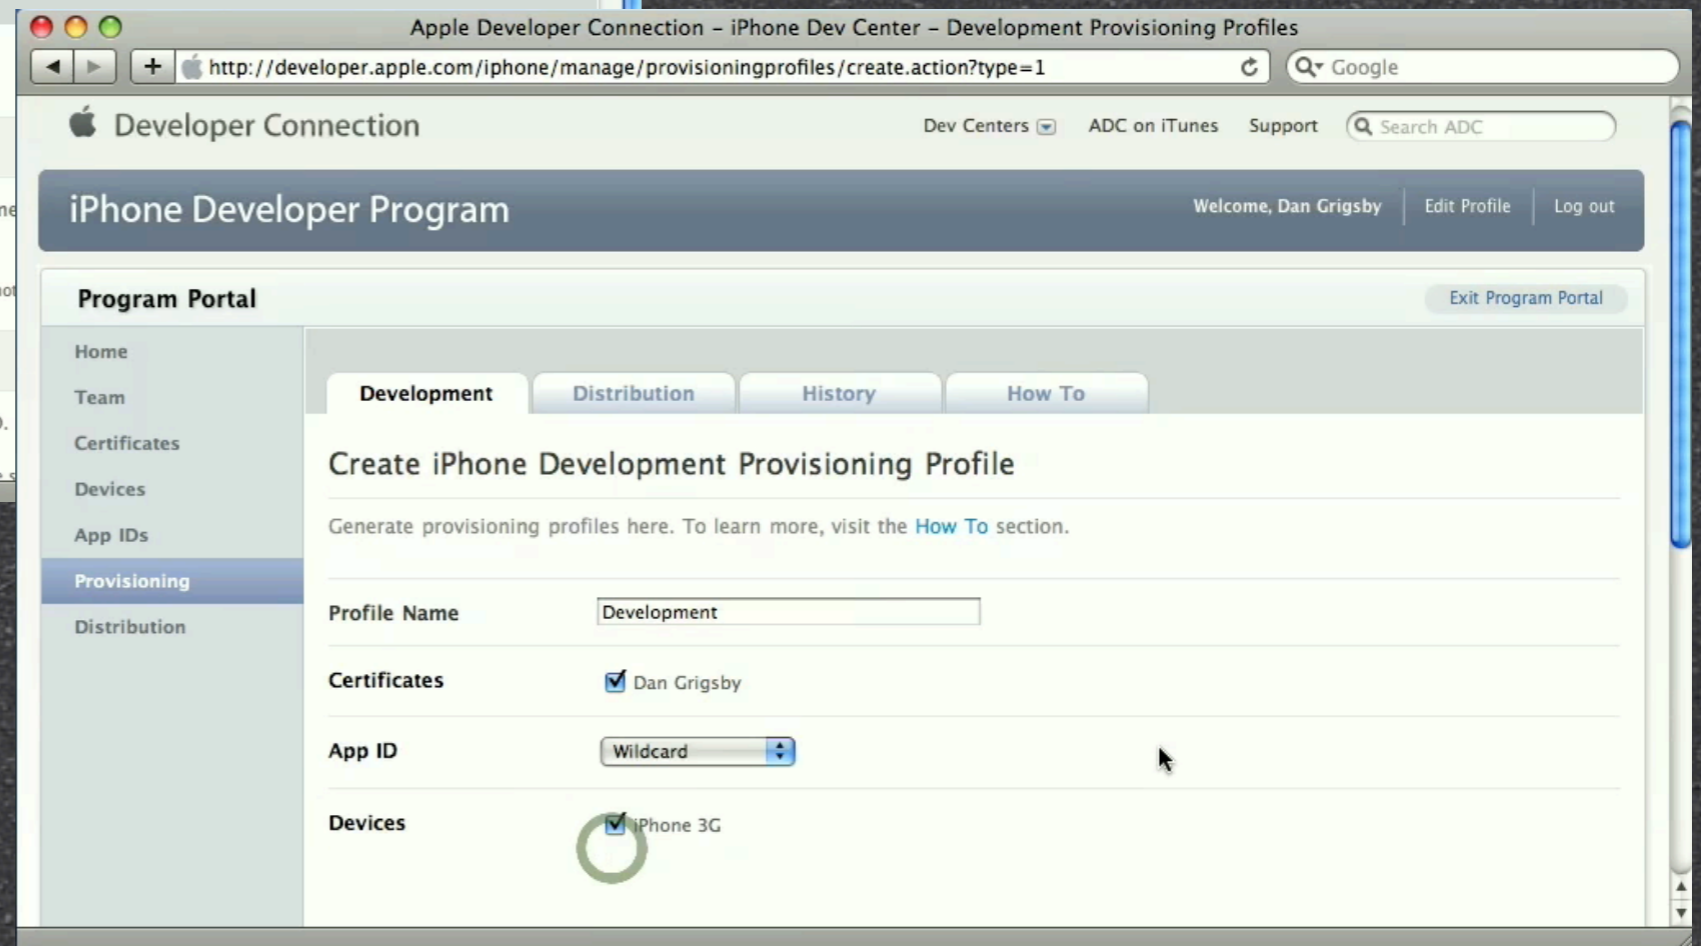 Apple Developer Connection – iPhone Dev Center – Development Provisioning Profiles
http://developer.apple.com/iphone/manage/provisioningprofiles/create.action?type=1
Google
Developer Connection
Dev Centers
ADC on iTunes
Support
Search ADC
iPhone Developer Program
Welcome, Dan Grigsby
Edit Profile
Log out
Program Portal
Exit Program Portal
Home
Team
Certificates
Devices
App IDs
Provisioning
Distribution
Development
Distribution
History
How To
Create iPhone Development Provisioning Profile
Generate provisioning profiles here. To learn more, visit the How To section.
Profile Name
Development
Certificates
Dan Grigsby
App ID
Wildcard
Devices
iPhone 3G